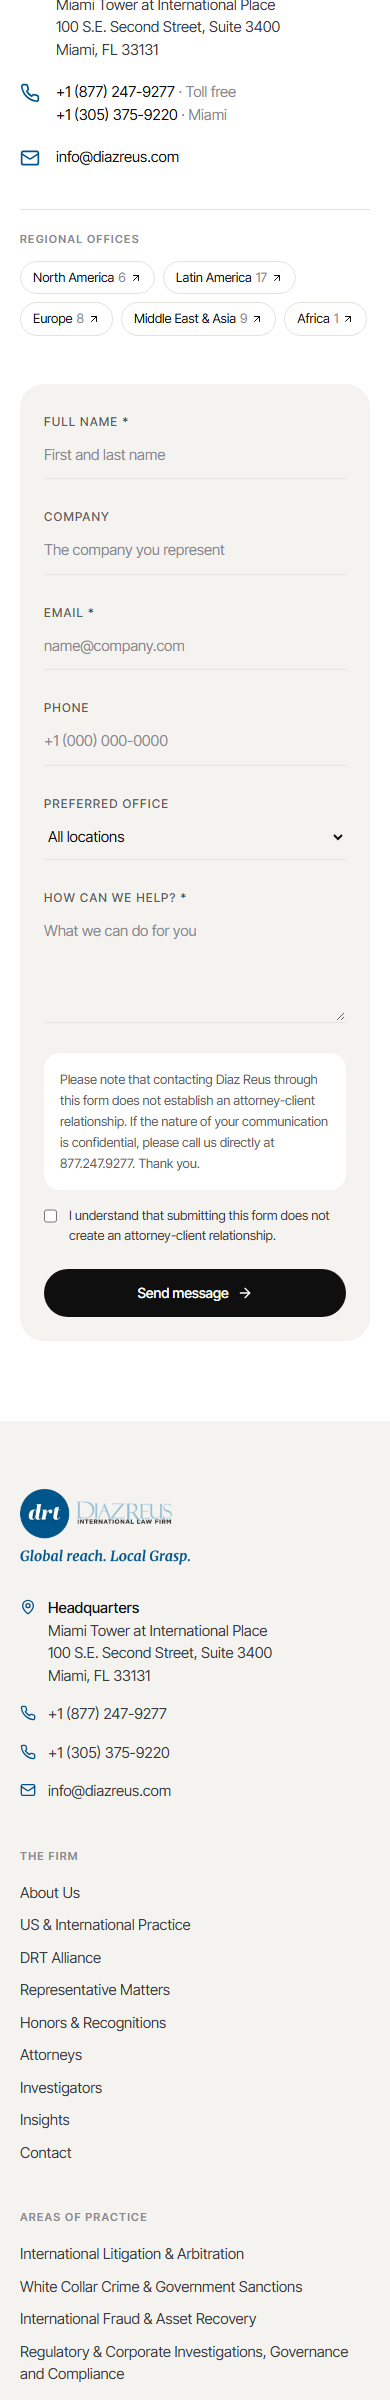 Miami Tower at International Place
100 S.E. Second Street, Suite 3400
Miami, FL 33131
+1 (877) 247-9277 · Toll free
+1 (305) 375-9220 · Miami
info@diazreus.com
REGIONAL OFFICES
North America 6 ↗
Latin America 17 ↗
Europe 8 ↗
Middle East & Asia 9 ↗
Africa 1 ↗
FULL NAME *
First and last name
COMPANY
The company you represent
EMAIL *
name@company.com
PHONE
+1 (000) 000-0000
PREFERRED OFFICE
All locations
HOW CAN WE HELP? *
What we can do for you
Please note that contacting Diaz Reus through
this form does not establish an attorney-client
relationship. If the nature of your communication
is confidential, please call us directly at
877.247.9277. Thank you.
I understand that submitting this form does not
create an attorney-client relationship.
Send message →
drt DIAZREUS
INTERNATIONAL LAW FIRM
Global reach. Local Grasp.
Headquarters
Miami Tower at International Place
100 S.E. Second Street, Suite 3400
Miami, FL 33131
+1 (877) 247-9277
+1 (305) 375-9220
info@diazreus.com
THE FIRM
About Us
US & International Practice
DRT Alliance
Representative Matters
Honors & Recognitions
Attorneys
Investigators
Insights
Contact
AREAS OF PRACTICE
International Litigation & Arbitration
White Collar Crime & Government Sanctions
International Fraud & Asset Recovery
Regulatory & Corporate Investigations, Governance
and Compliance